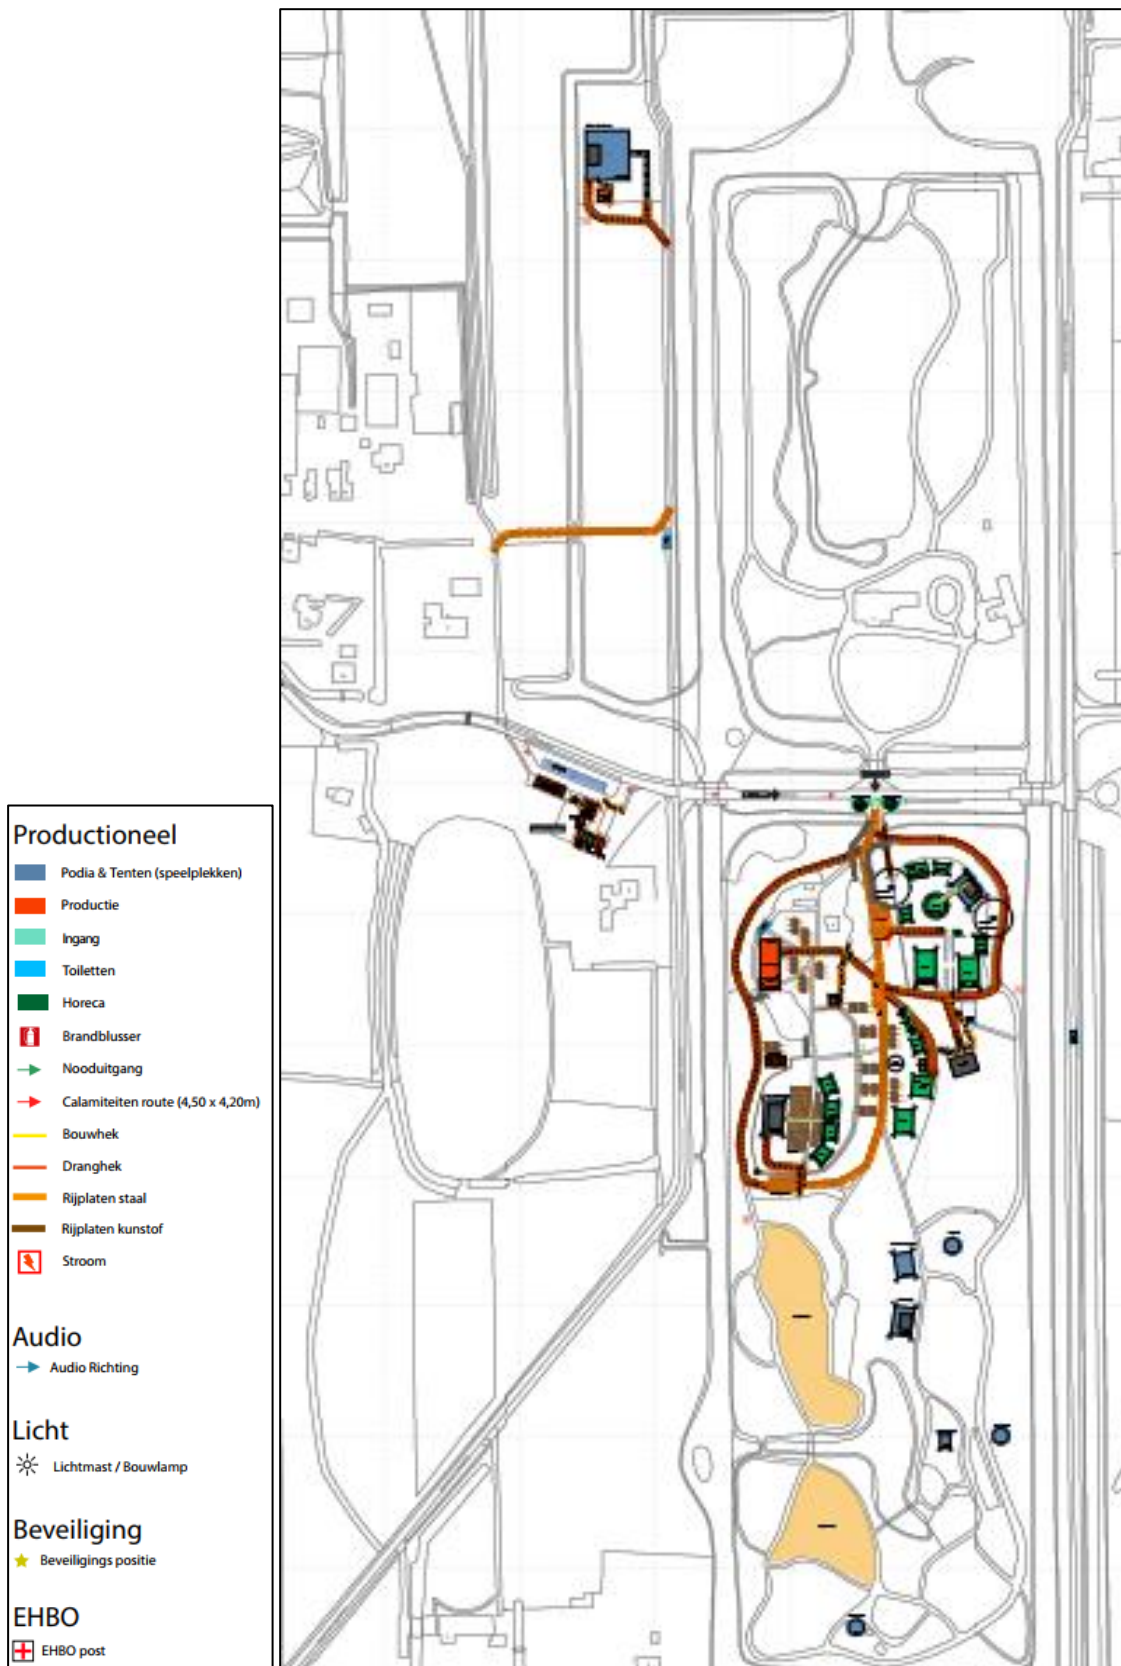 Productioneel
Podia & Tenten (speelplekken)
Productie
Ingang
Toiletten
Horeca
Brandblusser
Nooduitgang
Calamiteiten route (4,50 x 4,20m)
Bouwhek
Dranghek
Rijplaten staal
Rijplaten kunstof
Stroom
Audio
Audio Richting
Licht
Lichtmast / Bouwlamp
Beveiliging
Beveiligings positie
EHBO
EHBO post